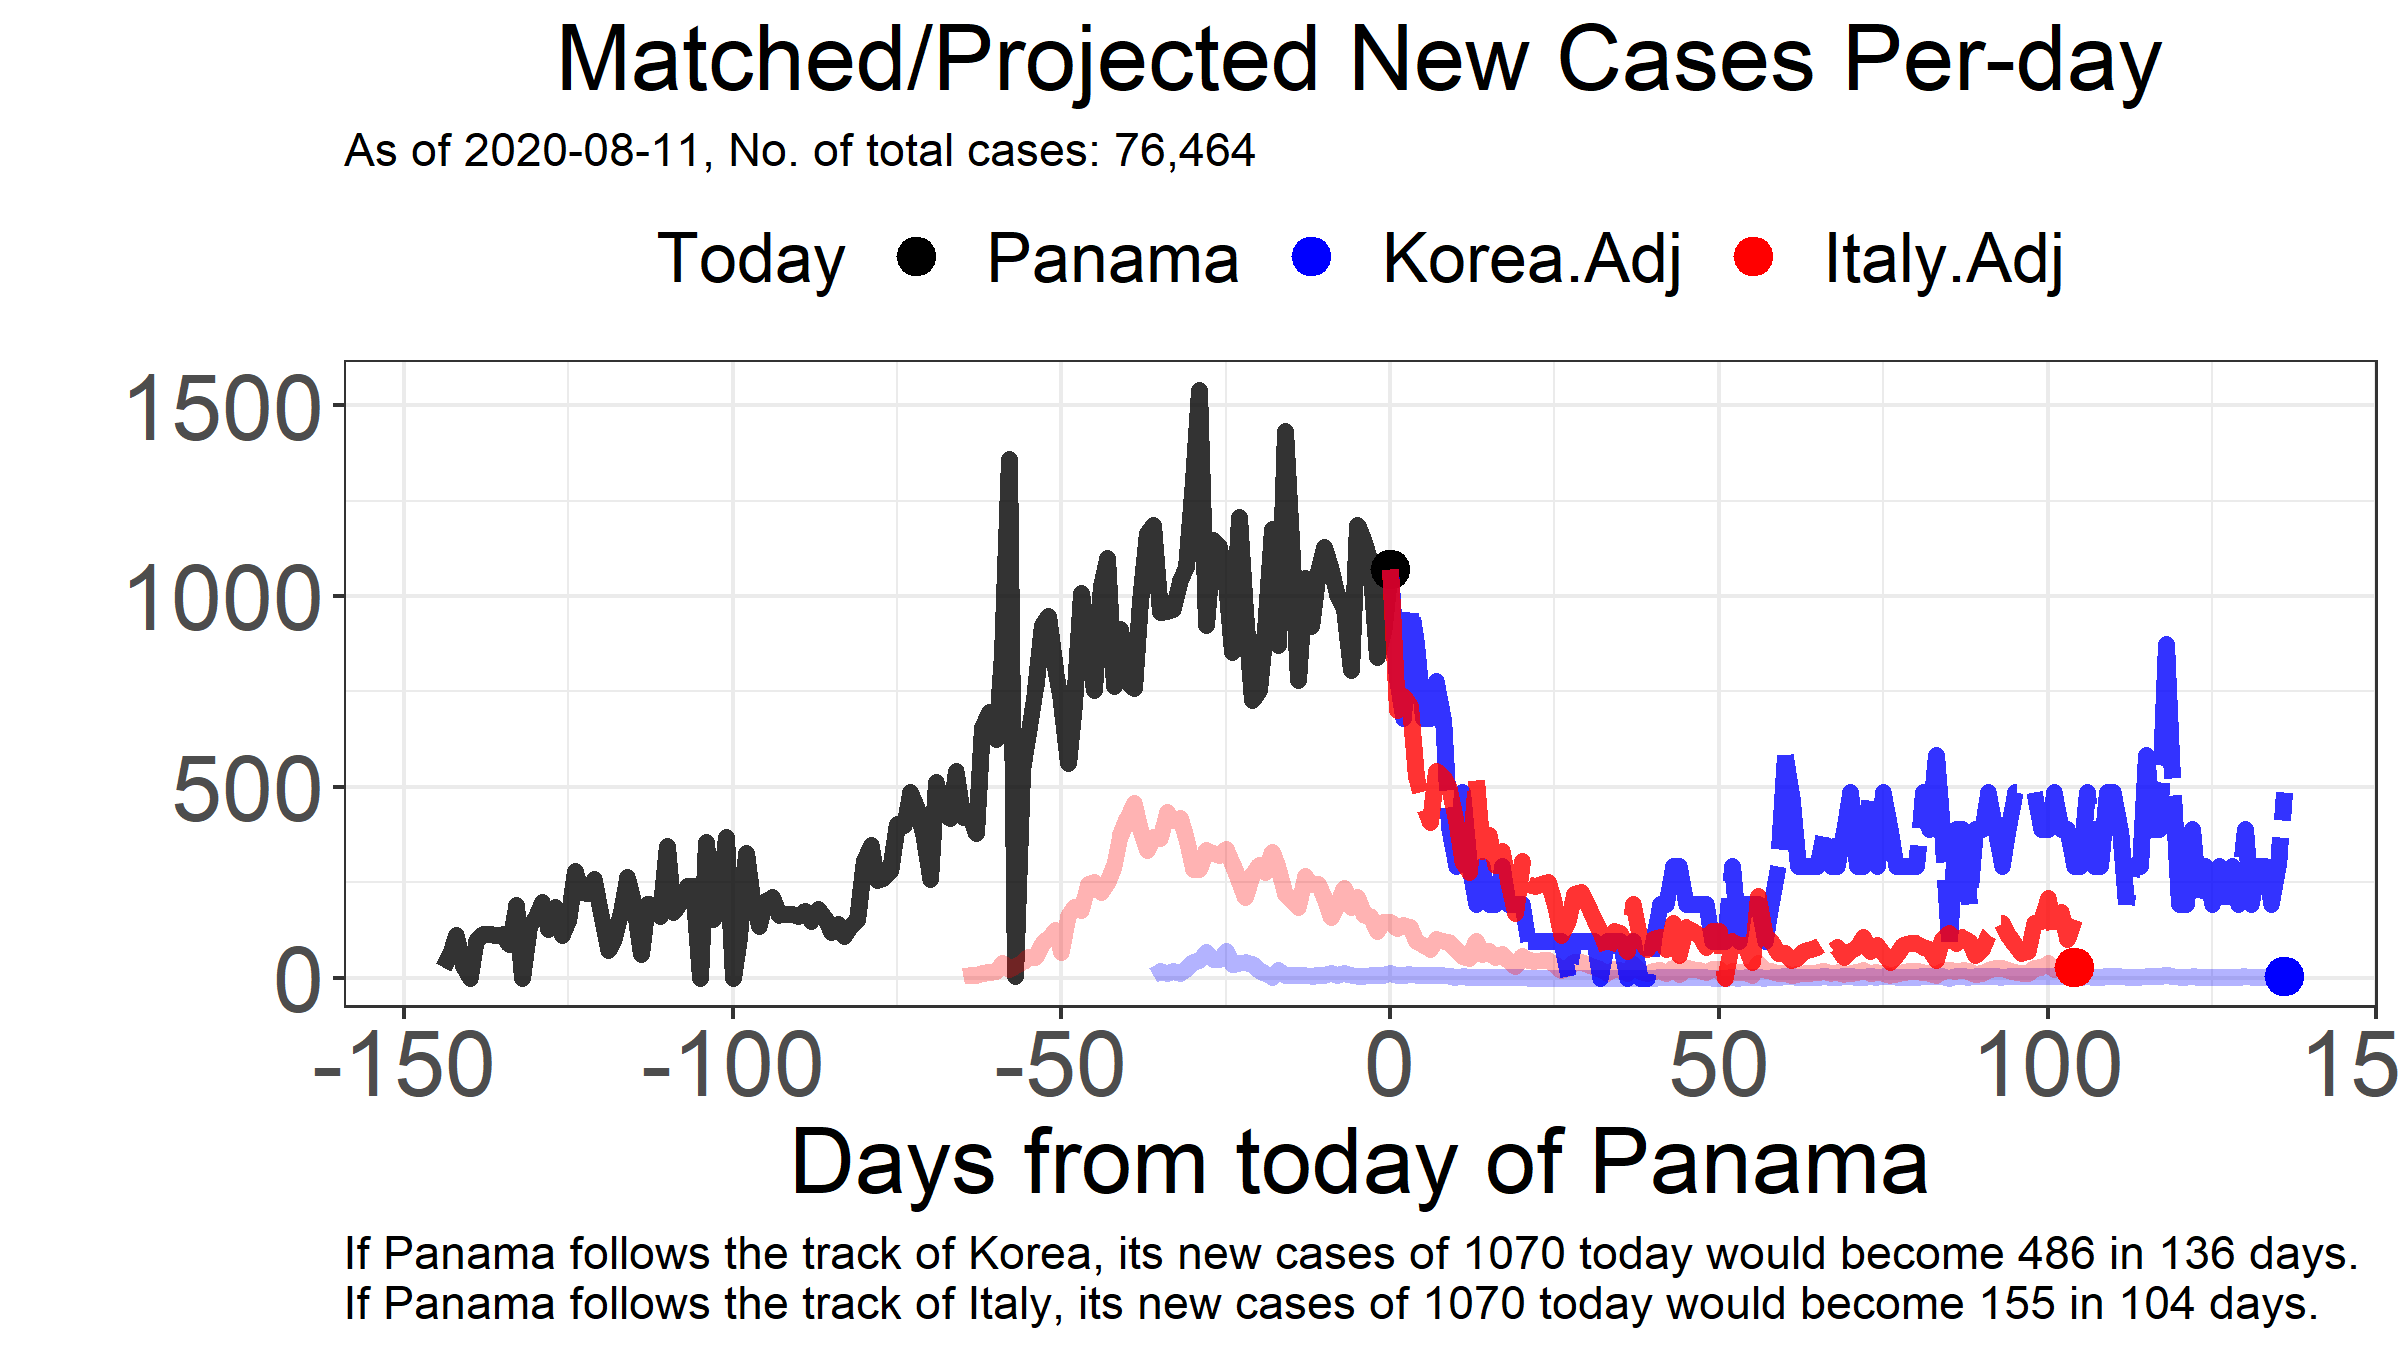 Matched/Projected New Cases Per-day
As of 2020-08-11, No. of total cases: 76,464
Today Panama Korea.Adj Italy.Adj
1500
1000
500
0
-150 -100 -50 0 50 100 15
Days from today of Panama
If Panama follows the track of Korea, its new cases of 1070 today would become 486 in 136 days.
If Panama follows the track of Italy, its new cases of 1070 today would become 155 in 104 days.